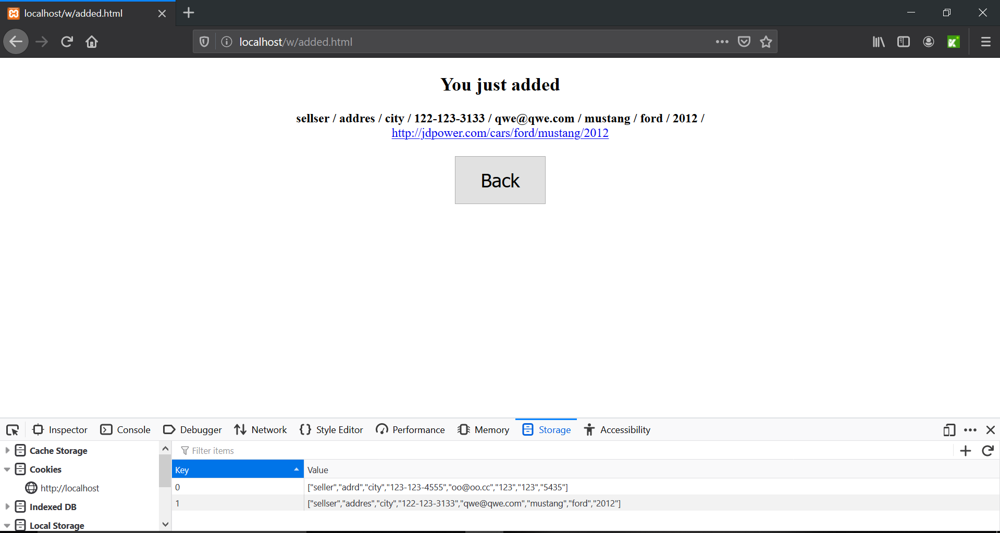 localhost/w/added.html
localhost/w/added.html
You just added
sellser / addres / city / 122-123-3133 / qwe@qwe.com / mustang / ford / 2012 /
http://jdpower.com/cars/ford/mustang/2012
Back
Inspector Console Debugger Network Style Editor Performance Memory Storage Accessibility
Cache Storage
Filter items
Cookies
Key Value
http://localhost
0 ["seller","adrd","city","123-123-4555","oo@oo.cc","123","123","5435"]
Indexed DB
1 ["sellser","addres","city","122-123-3133","qwe@qwe.com","mustang","ford","2012"]
Local Storage